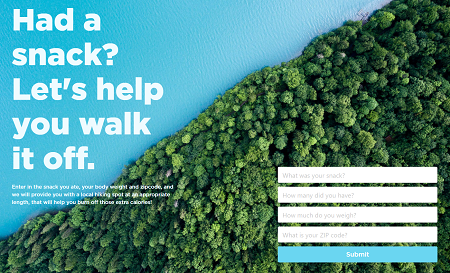 Had a
snack?
Let's help
you walk
it off.
Enter in the snack you ate, your body weight and zipcode, and
we will provide you with a local hiking spot at an appropriate
length, that will help you burn off those extra calories!
What was your snack?
How many did you have?
How much do you weigh?
What is your ZIP code?
Submit